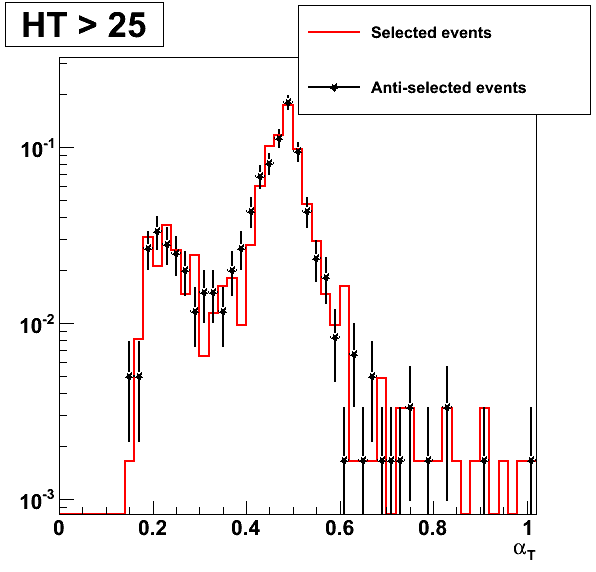 HT > 25
Selected events
Anti-selected events
10-1
10-2
10-3
0 0.2 0.4 0.6 0.8 1
αT